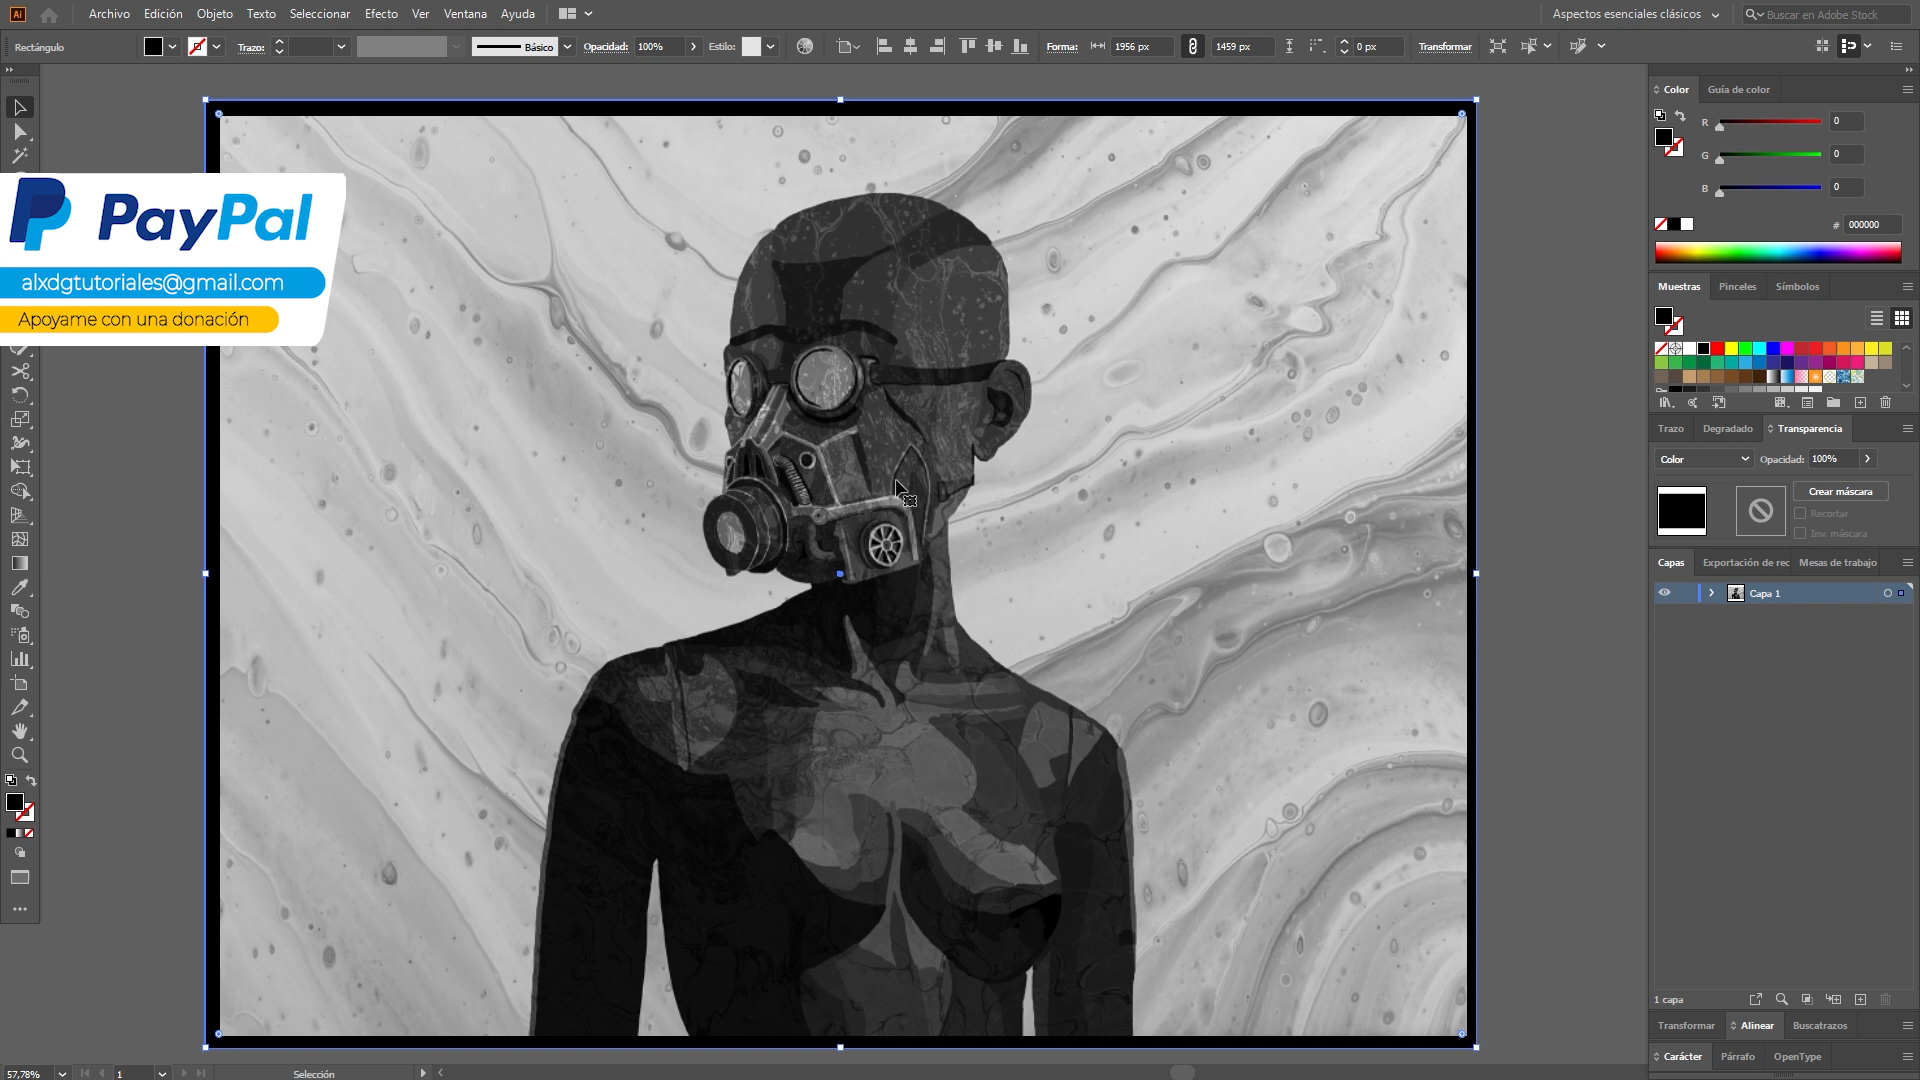 Archivo Edición Objeto Texto Seleccionar Efecto Ver Ventana Ayuda
Aspectos esenciales clásicos
Buscar en Adobe Stock
Rectángulo
Trazo:
Básico
Opacidad: 100%
Estilo:
Forma: 1956 px
1459 px
0 px
Transformar
Color Guía de color
R 0
G 0
B 0
# 000000
Muestras Pinceles Símbolos
Trazo Degradado Transparencia
Color
Opacidad: 100%
Crear máscara
Recortar
Inv. máscara
Capas Exportación de rec Mesas de trabajo
Capa 1
1 capa
Transformar Alinear Buscatrazos
Carácter Párrafo OpenType
PayPal
alxdgtutoriales@gmail.com
Apoyame con una donación
57,78%
1
Selección